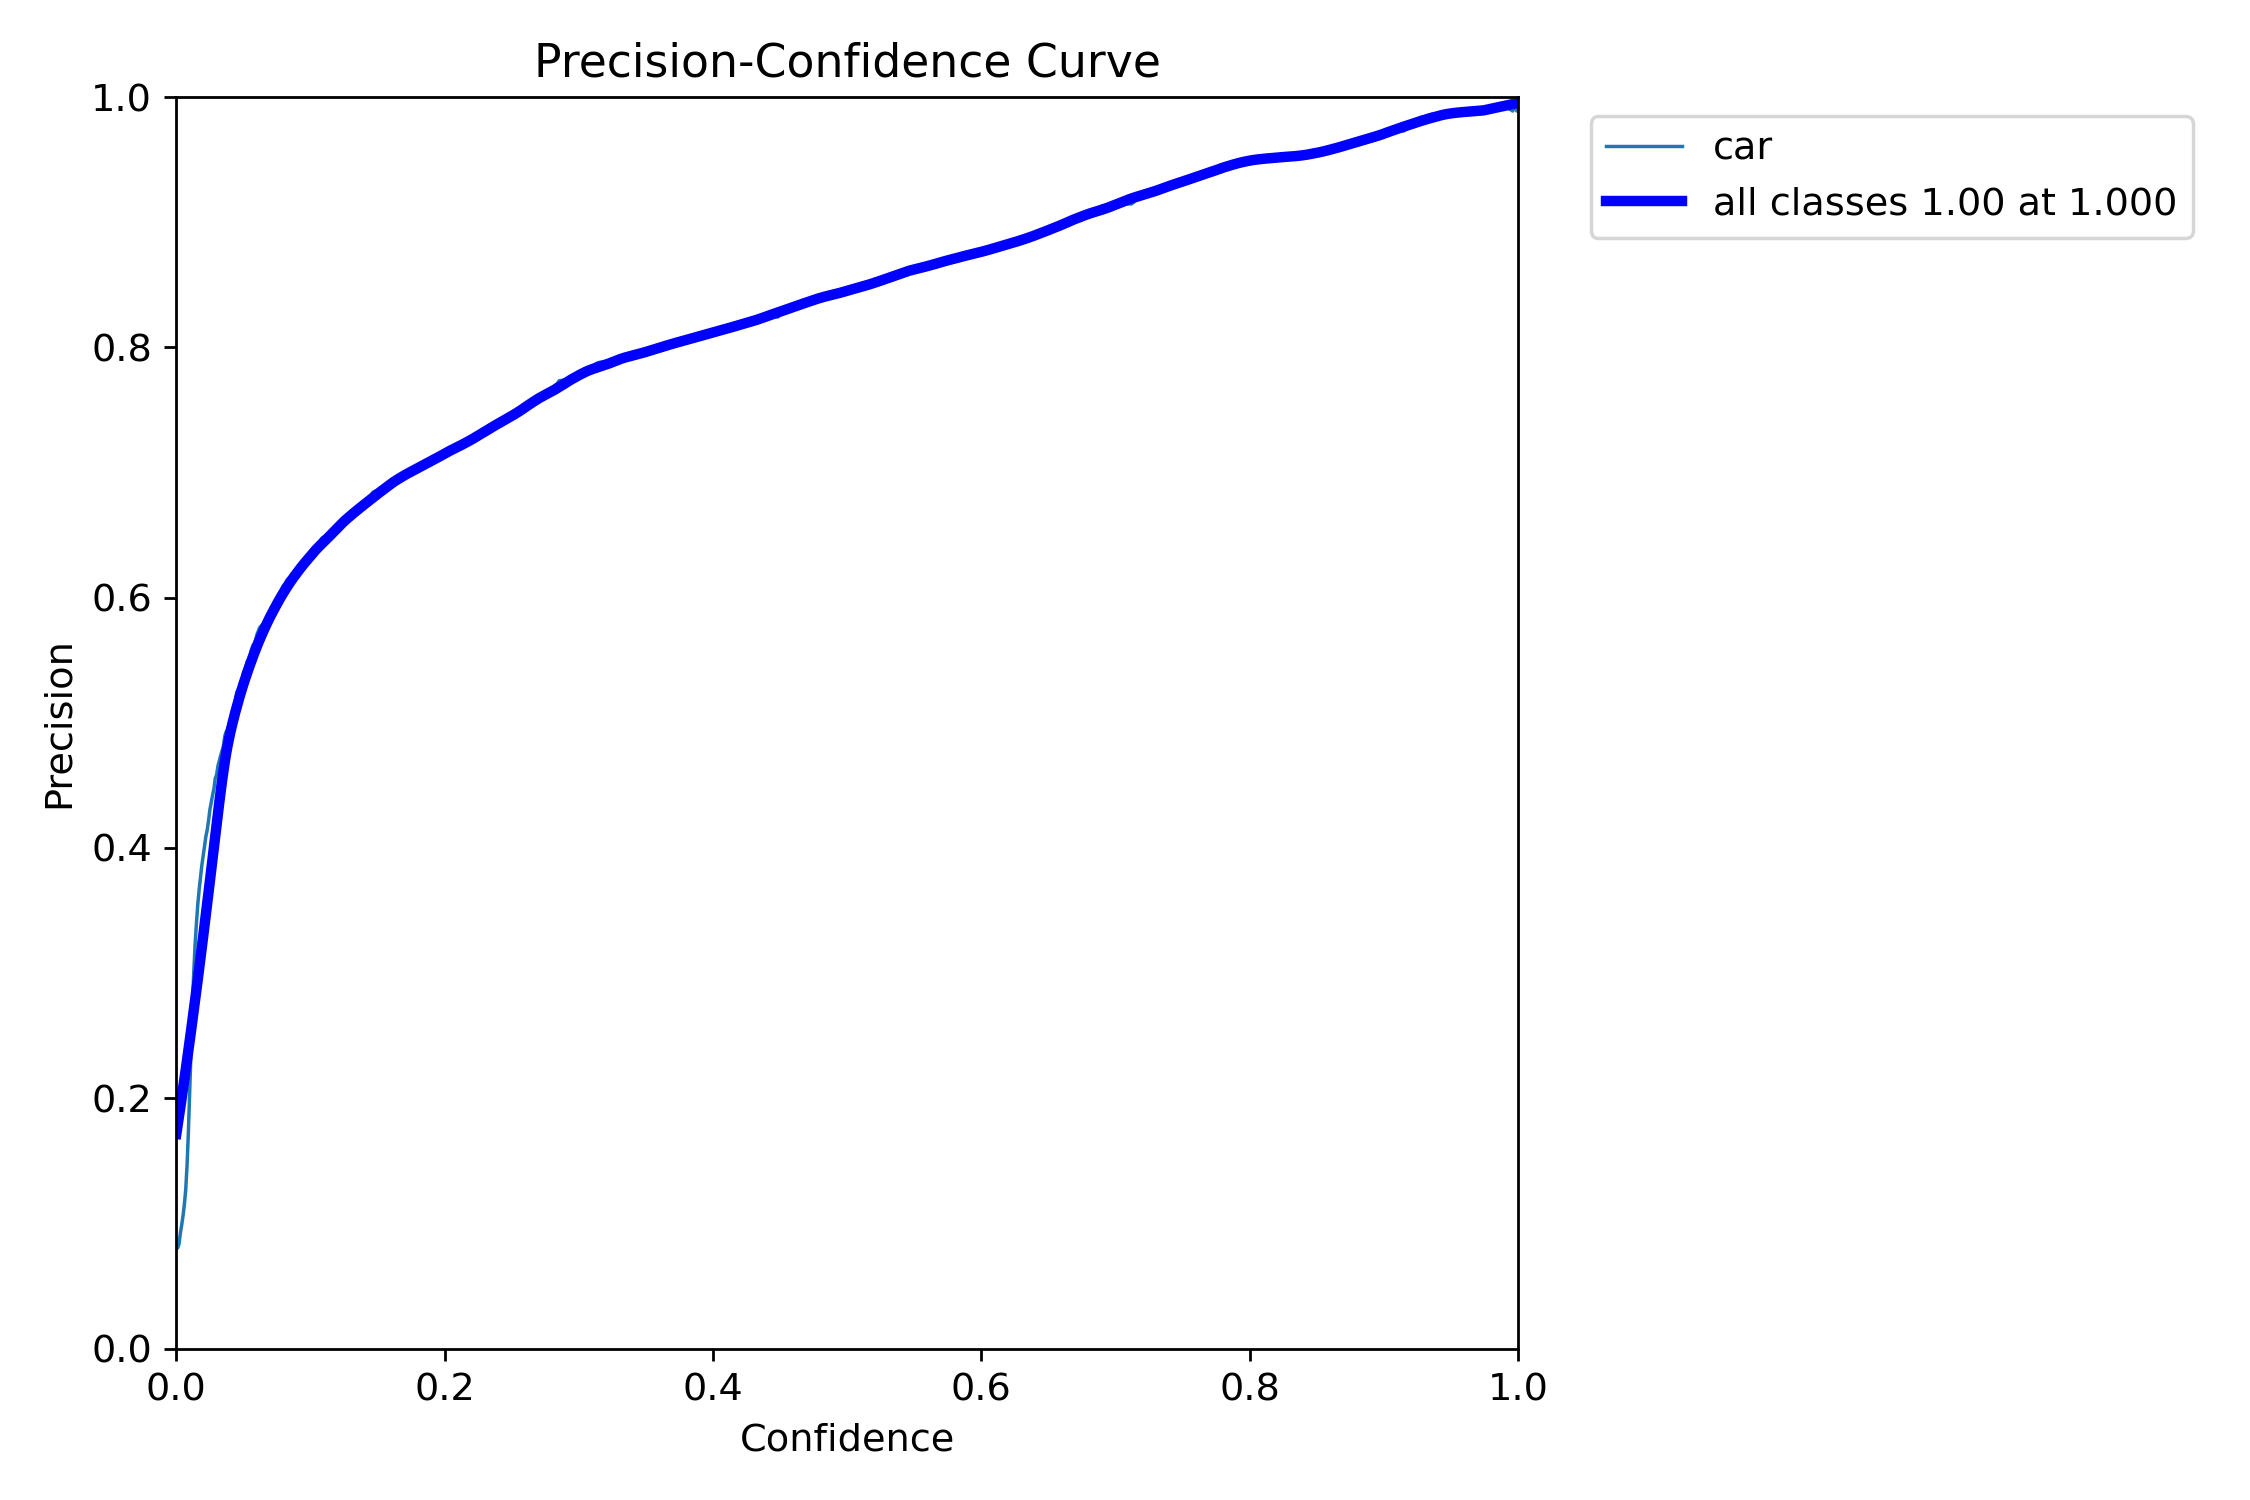 Precision-Confidence Curve
1.0
0.8
0.6
0.4
0.2
0.0
Precision
0.0 0.2 0.4 0.6 0.8 1.0
Confidence
car
all classes 1.00 at 1.000